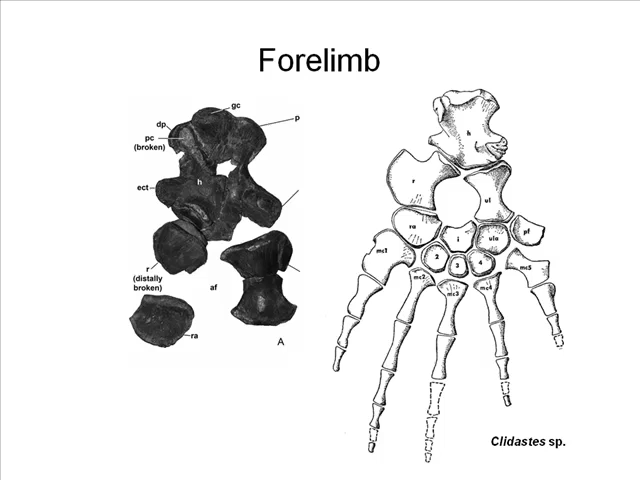 Forelimb
gc
dp
p
pc
(broken)
h
ect
r
(distally
broken)
af
ra
A
h
r
ul
ra
i
ula
pf
mc1
2
3
4
mc5
mc2
mc3
mc4
Clidastes sp.